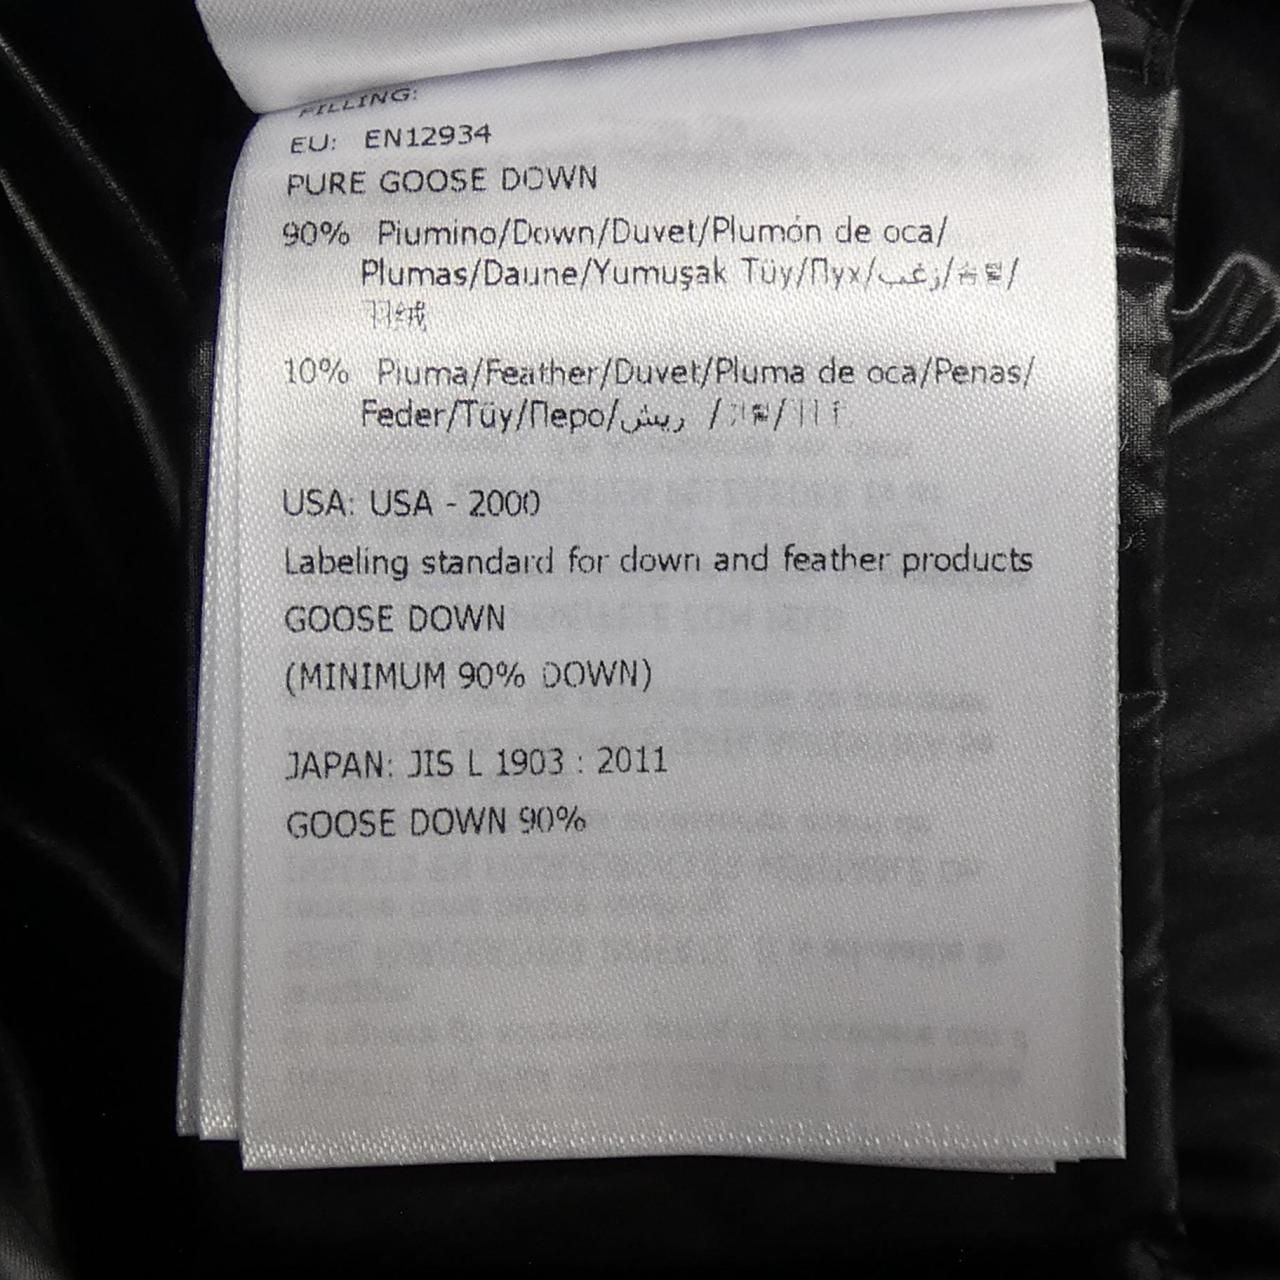 FILLING:
EU: EN12934
PURE GOOSE DOWN
90% Piumino/Down/Duvet/Plumón de oca/
Plumas/Daune/Yumuşak Tüy/Пух/زغب/
羽绒
10% Piuma/Feather/Duvet/Pluma de oca/Penas/
Feder/Tüy/Перо/ريش /
USA: USA - 2000
Labeling standard for down and feather products
GOOSE DOWN
(MINIMUM 90% DOWN)
JAPAN: JIS L 1903 : 2011
GOOSE DOWN 90%